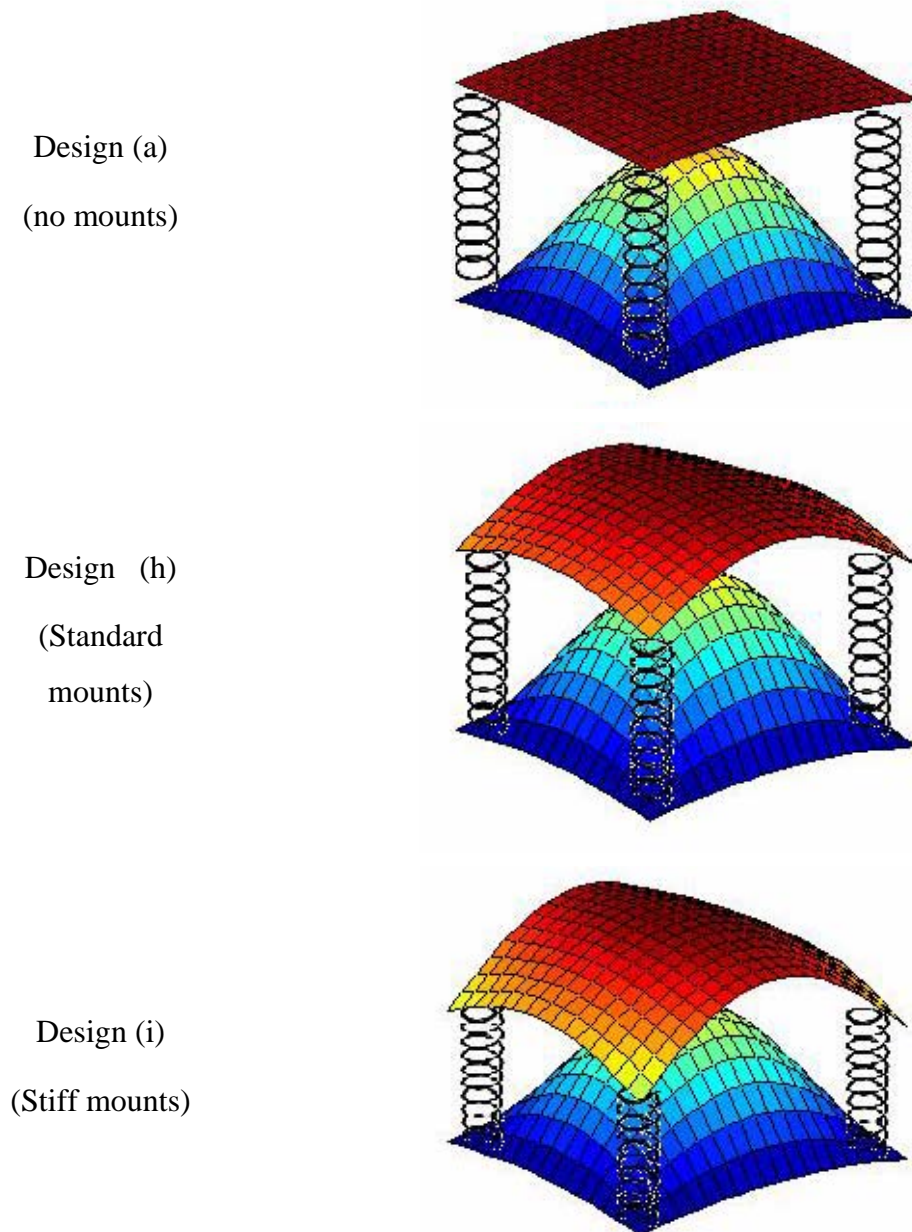 Design (a)
(no mounts)
Design (h)
(Standard
mounts)
Design (i)
(Stiff mounts)